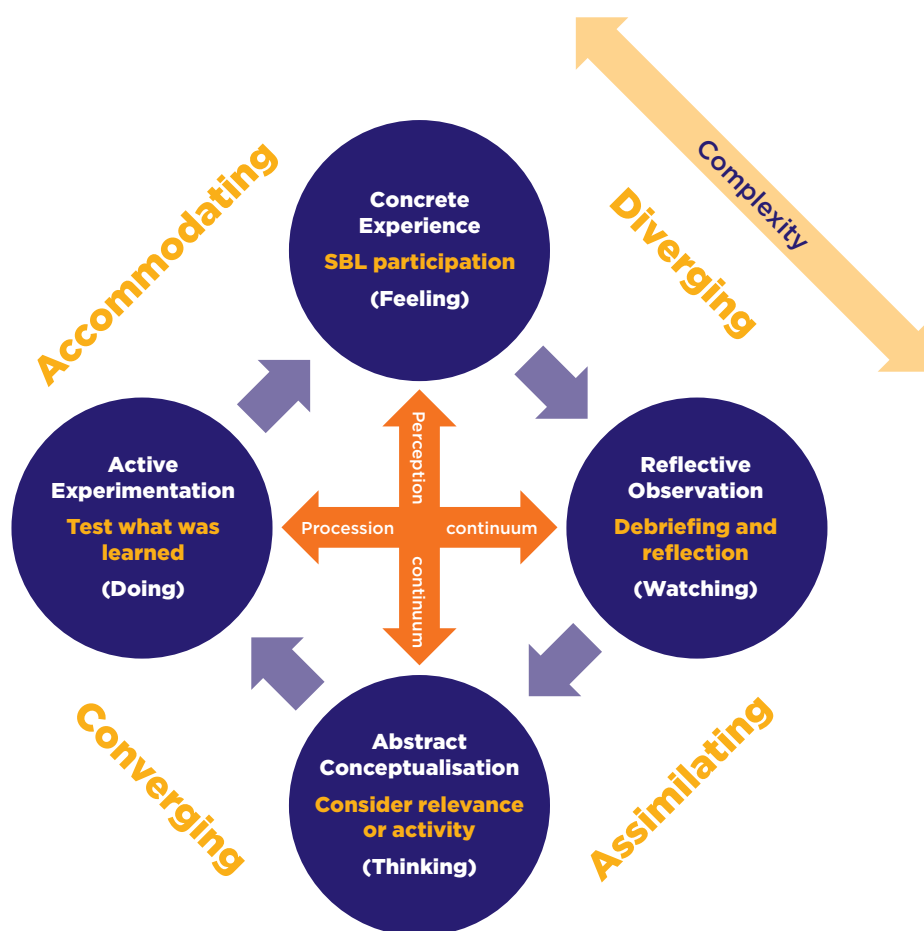 Complexity
Accommodating
Diverging
Concrete
Experience
SBL participation
(Feeling)
Perception continuum
Procession continuum
Active
Experimentation
Test what was
learned
(Doing)
Reflective
Observation
Debriefing and
reflection
(Watching)
Converging
Abstract
Conceptualisation
Consider relevance
or activity
(Thinking)
Assimilating